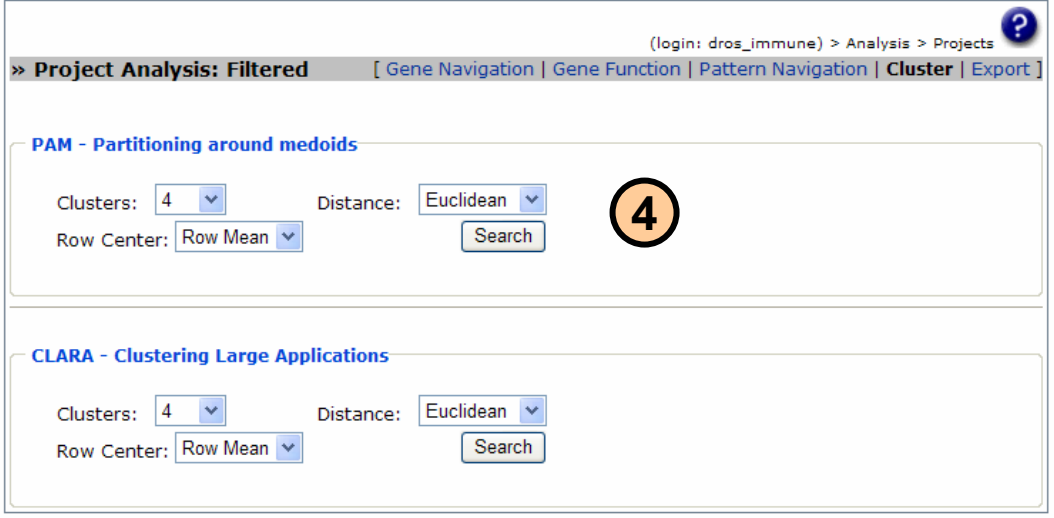 ?
(login: dros_immune) > Analysis > Projects
» Project Analysis: Filtered [ Gene Navigation | Gene Function | Pattern Navigation | Cluster | Export ]
PAM - Partitioning around medoids
Clusters: 4 Distance: Euclidean
4
Row Center: Row Mean Search
CLARA - Clustering Large Applications
Clusters: 4 Distance: Euclidean
Row Center: Row Mean Search